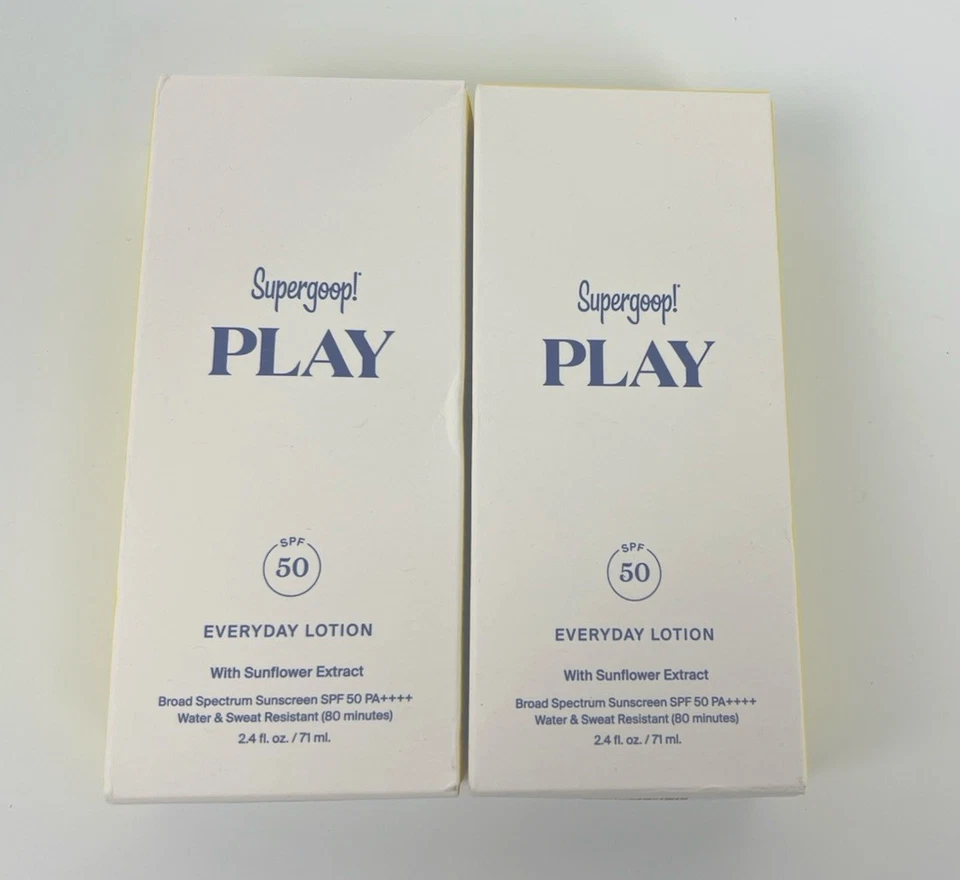 Supergoop!
PLAY
SPF
50
EVERYDAY LOTION
With Sunflower Extract
Broad Spectrum Sunscreen SPF 50 PA++++
Water & Sweat Resistant (80 minutes)
2.4 fl. oz. / 71 ml.
Supergoop!
PLAY
SPF
50
EVERYDAY LOTION
With Sunflower Extract
Broad Spectrum Sunscreen SPF 50 PA++++
Water & Sweat Resistant (80 minutes)
2.4 fl. oz. / 71 ml.